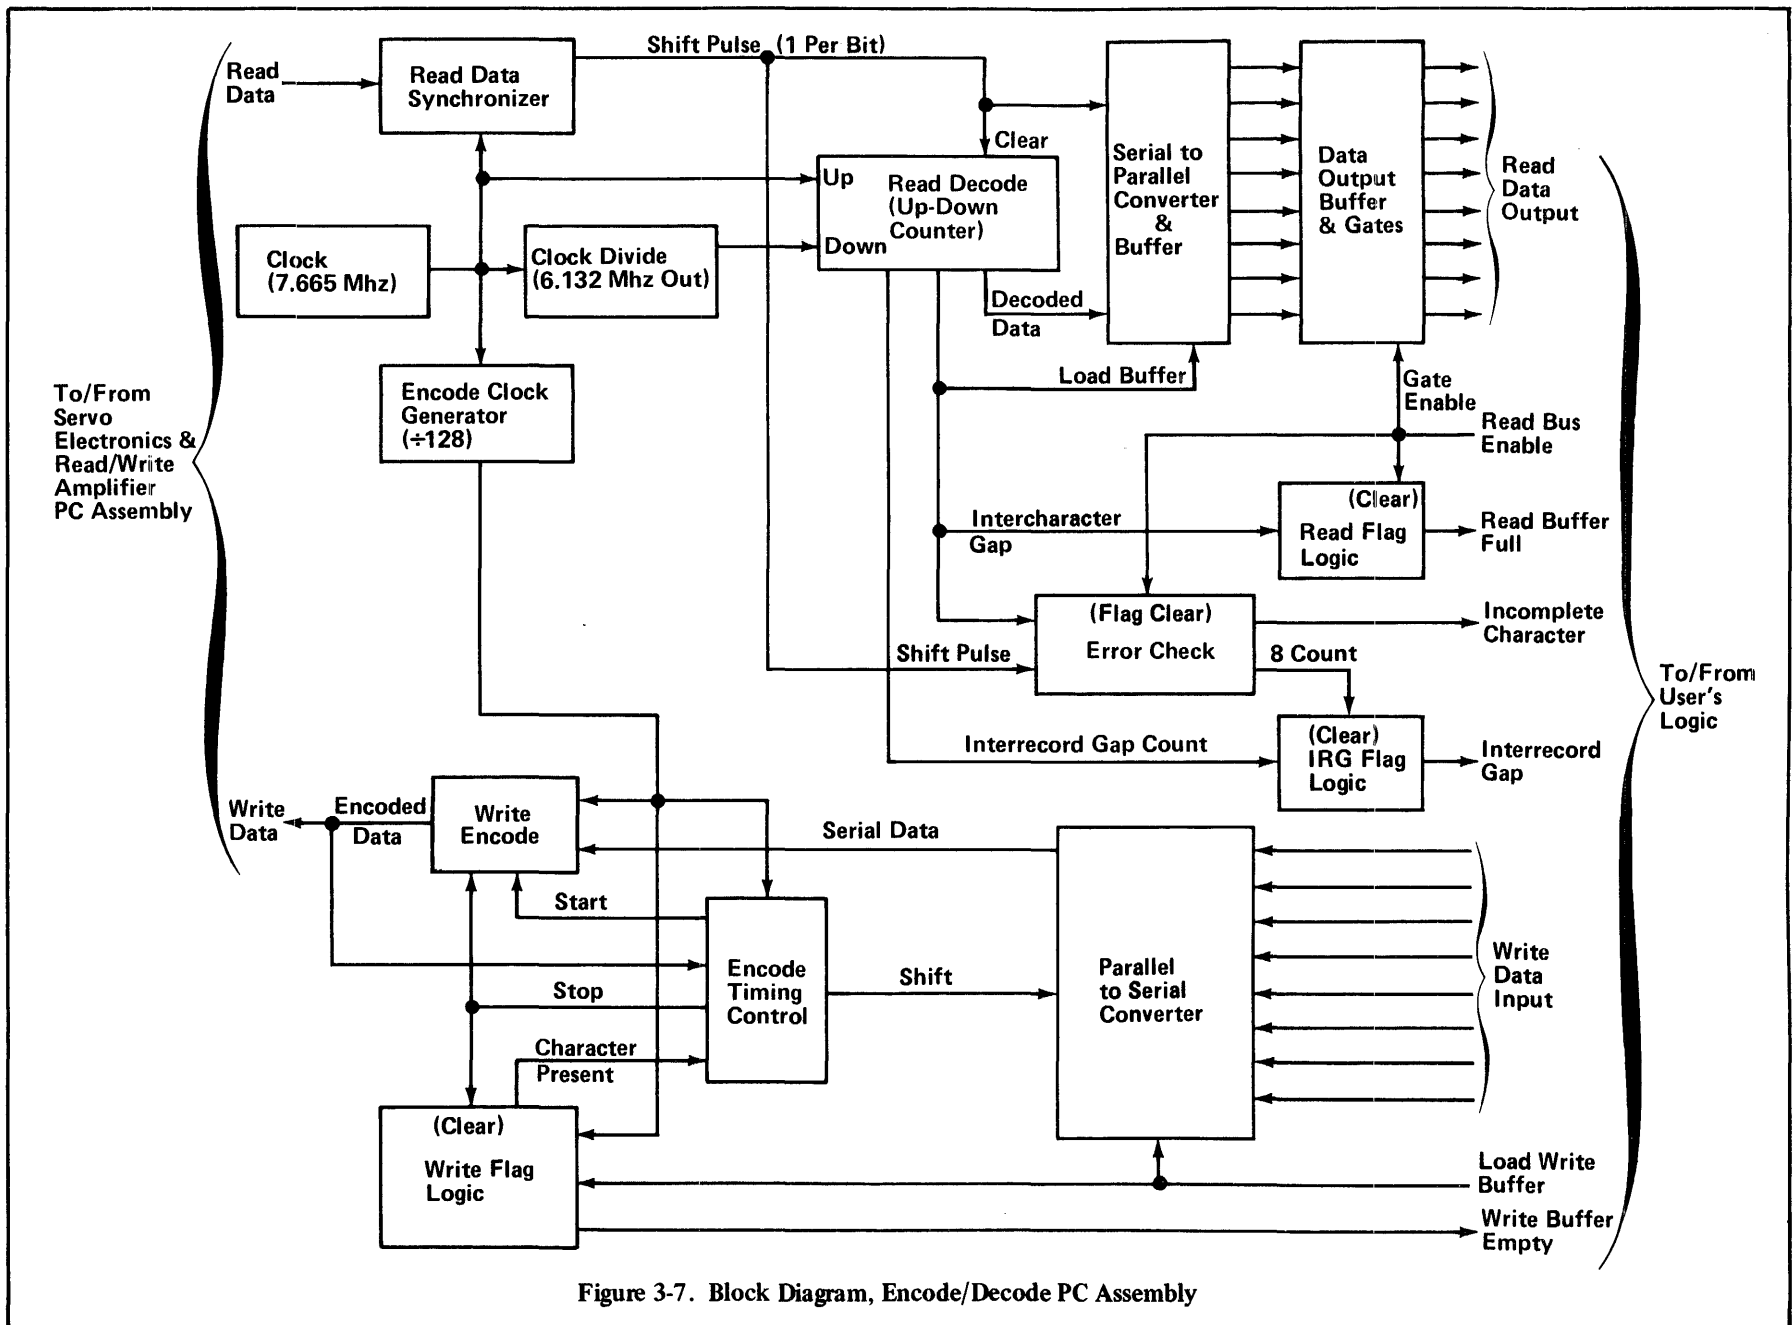 Shift Pulse (1 Per Bit)
Read
Data
Read Data
Synchronizer
Clear
Up
Down
Read Decode
(Up-Down
Counter)
Serial to
Parallel
Converter
&
Buffer
Data
Output
Buffer
& Gates
Read
Data
Output
Clock
(7.665 Mhz)
Clock Divide
(6.132 Mhz Out)
Decoded
Data
Load Buffer
Gate
Enable
Encode Clock
Generator
(÷128)
To/From
Servo
Electronics &
Read/Write
Amplifier
PC Assembly
Read Bus
Enable
Intercharacter
Gap
(Clear)
Read Flag
Logic
Read Buffer
Full
(Flag Clear)
Error Check
Incomplete
Character
Shift Pulse
8 Count
To/From
User's
Logic
Interrecord Gap Count
(Clear)
IRG Flag
Logic
Interrecord
Gap
Write
Data
Encoded
Data
Write
Encode
Serial Data
Start
Encode
Timing
Control
Shift
Parallel
to Serial
Converter
Write
Data
Input
Stop
Character
Present
(Clear)
Write Flag
Logic
Load Write
Buffer
Write Buffer
Empty
Figure 3-7. Block Diagram, Encode/Decode PC Assembly